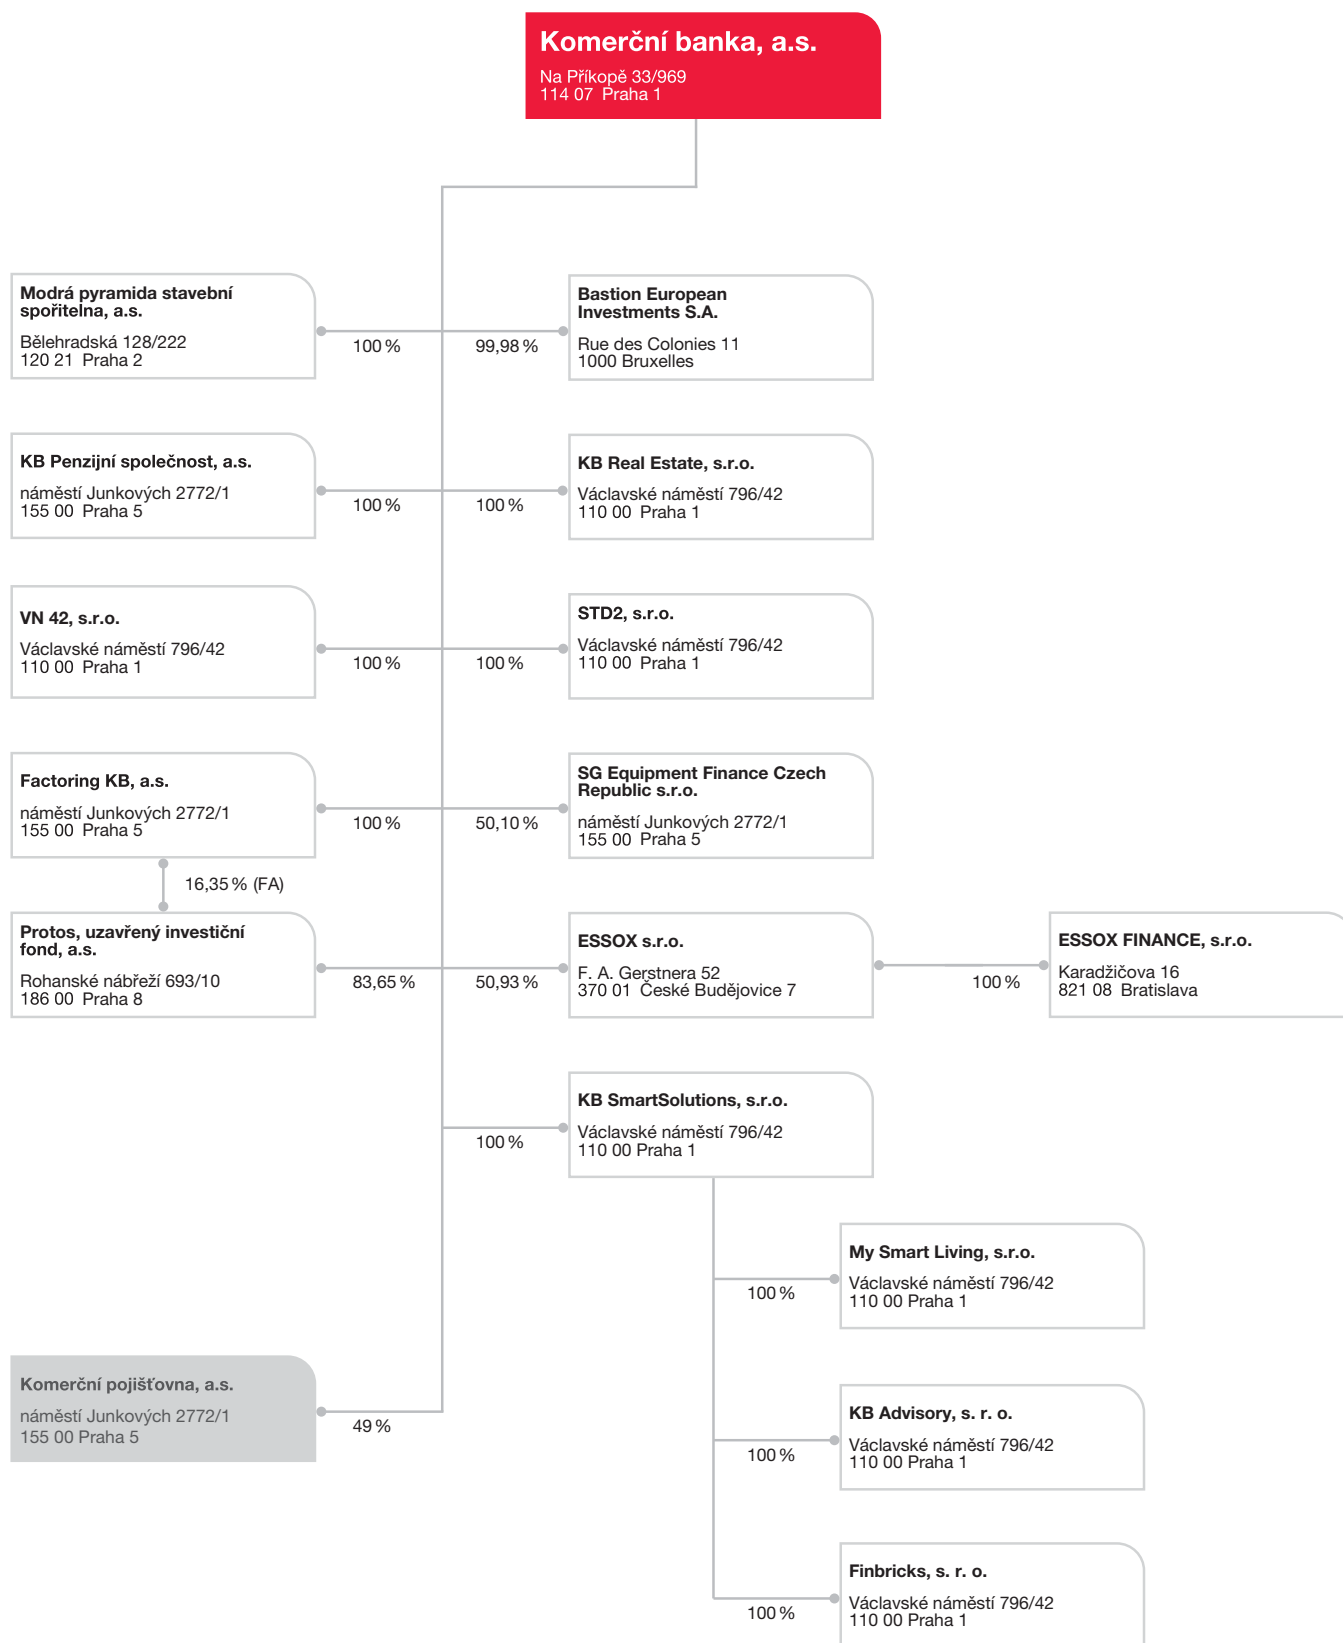 Komerční banka, a.s.
Na Příkopě 33/969
114 07 Praha 1
Modrá pyramida stavební
spořitelna, a.s.
Bělehradská 128/222
120 21 Praha 2
100 %
99,98 %
Bastion European
Investments S.A.
Rue des Colonies 11
1000 Bruxelles
KB Penzijní společnost, a.s.
náměstí Junkových 2772/1
155 00 Praha 5
100 %
100 %
KB Real Estate, s.r.o.
Václavské náměstí 796/42
110 00 Praha 1
VN 42, s.r.o.
Václavské náměstí 796/42
110 00 Praha 1
100 %
100 %
STD2, s.r.o.
Václavské náměstí 796/42
110 00 Praha 1
Factoring KB, a.s.
náměstí Junkových 2772/1
155 00 Praha 5
100 %
50,10 %
SG Equipment Finance Czech
Republic s.r.o.
náměstí Junkových 2772/1
155 00 Praha 5
16,35 % (FA)
Protos, uzavřený investiční
fond, a.s.
Rohanské nábřeží 693/10
186 00 Praha 8
83,65 %
50,93 %
ESSOX s.r.o.
F. A. Gerstnera 52
370 01 České Budějovice 7
100 %
ESSOX FINANCE, s.r.o.
Karadžičova 16
821 08 Bratislava
100 %
KB SmartSolutions, s.r.o.
Václavské náměstí 796/42
110 00 Praha 1
100 %
My Smart Living, s.r.o.
Václavské náměstí 796/42
110 00 Praha 1
Komerční pojišťovna, a.s.
náměstí Junkových 2772/1
155 00 Praha 5
49 %
100 %
KB Advisory, s. r. o.
Václavské náměstí 796/42
110 00 Praha 1
100 %
Finbricks, s. r. o.
Václavské náměstí 796/42
110 00 Praha 1